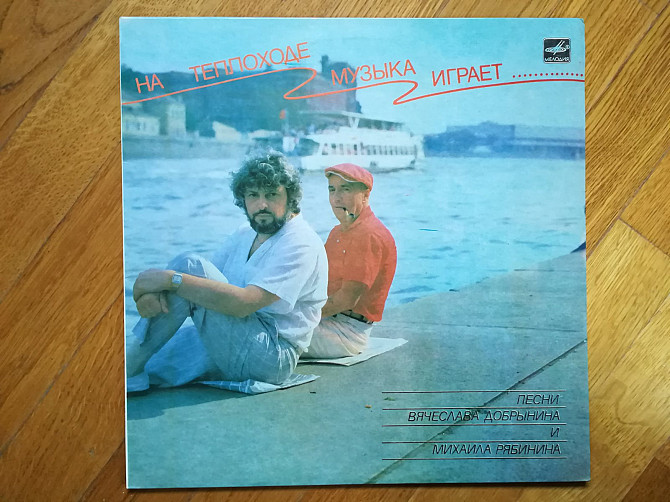 НА ТЕПЛОХОДЕ МУЗЫКА ИГРАЕТ ............
МЕЛОДИЯ
ПЕСНИ
ВЯЧЕСЛАВА ДОБРЫНИНА
И
МИХАИЛА РЯБИНИНА